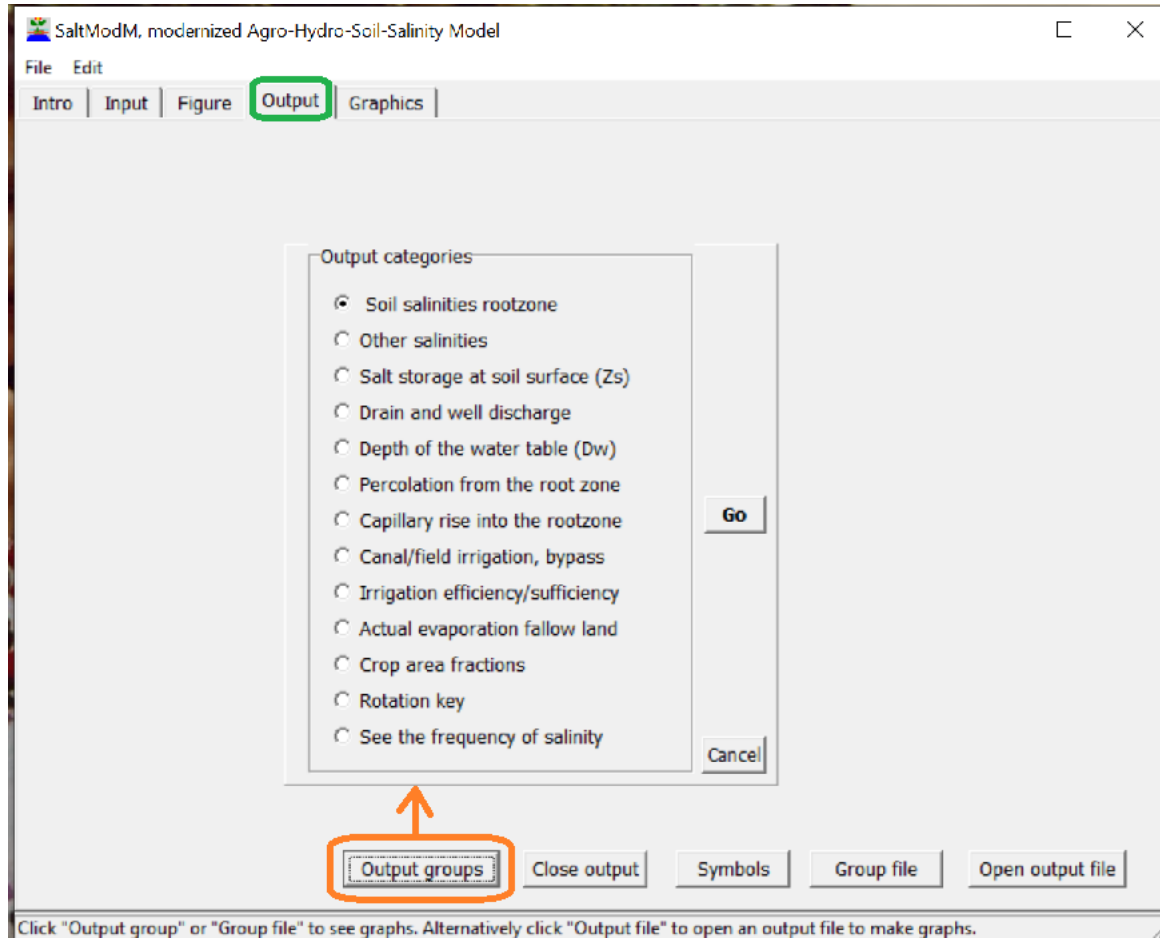 SaltModM, modernized Agro-Hydro-Soil-Salinity Model
File Edit
Intro Input Figure Output Graphics
Output categories
Soil salinities rootzone
Other salinities
Salt storage at soil surface (Zs)
Drain and well discharge
Depth of the water table (Dw)
Percolation from the root zone
Capillary rise into the rootzone
Canal/field irrigation, bypass
Irrigation efficiency/sufficiency
Actual evaporation fallow land
Crop area fractions
Rotation key
See the frequency of salinity
Go
Cancel
Output groups Close output Symbols Group file Open output file
Click "Output group" or "Group file" to see graphs. Alternatively click "Output file" to open an output file to make graphs.